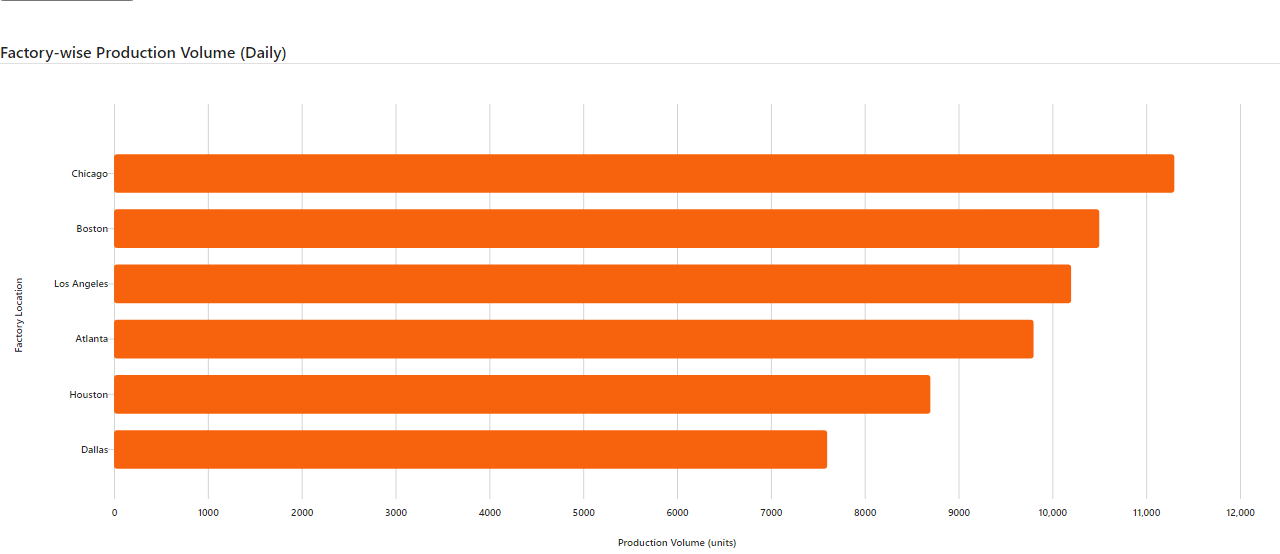 Factory-wise Production Volume (Daily)
Chicago
Boston
Los Angeles
Atlanta
Houston
Dallas
Factory Location
0 1000 2000 3000 4000 5000 6000 7000 8000 9000 10,000 11,000 12,000
Production Volume (units)